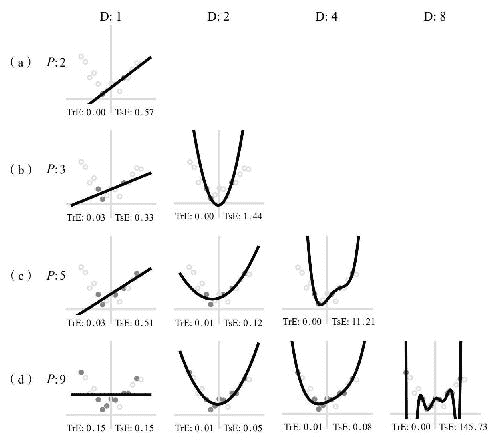 D: 1 D: 2 D: 4 D: 8
(a) P: 2
TrE: 0.00 TsE: 0.57
(b) P: 3
TrE: 0.03 TsE: 0.33 TrE: 0.00 TsE: 1.44
(c) P: 5
TrE: 0.03 TsE: 0.51 TrE: 0.01 TsE: 0.12 TrE: 0.00 TsE: 11.21
(d) P: 9
TrE: 0.15 TsE: 0.15 TrE: 0.01 TsE: 0.05 TrE: 0.01 TsE: 0.08 TrE: 0.00 TsE: 145.73